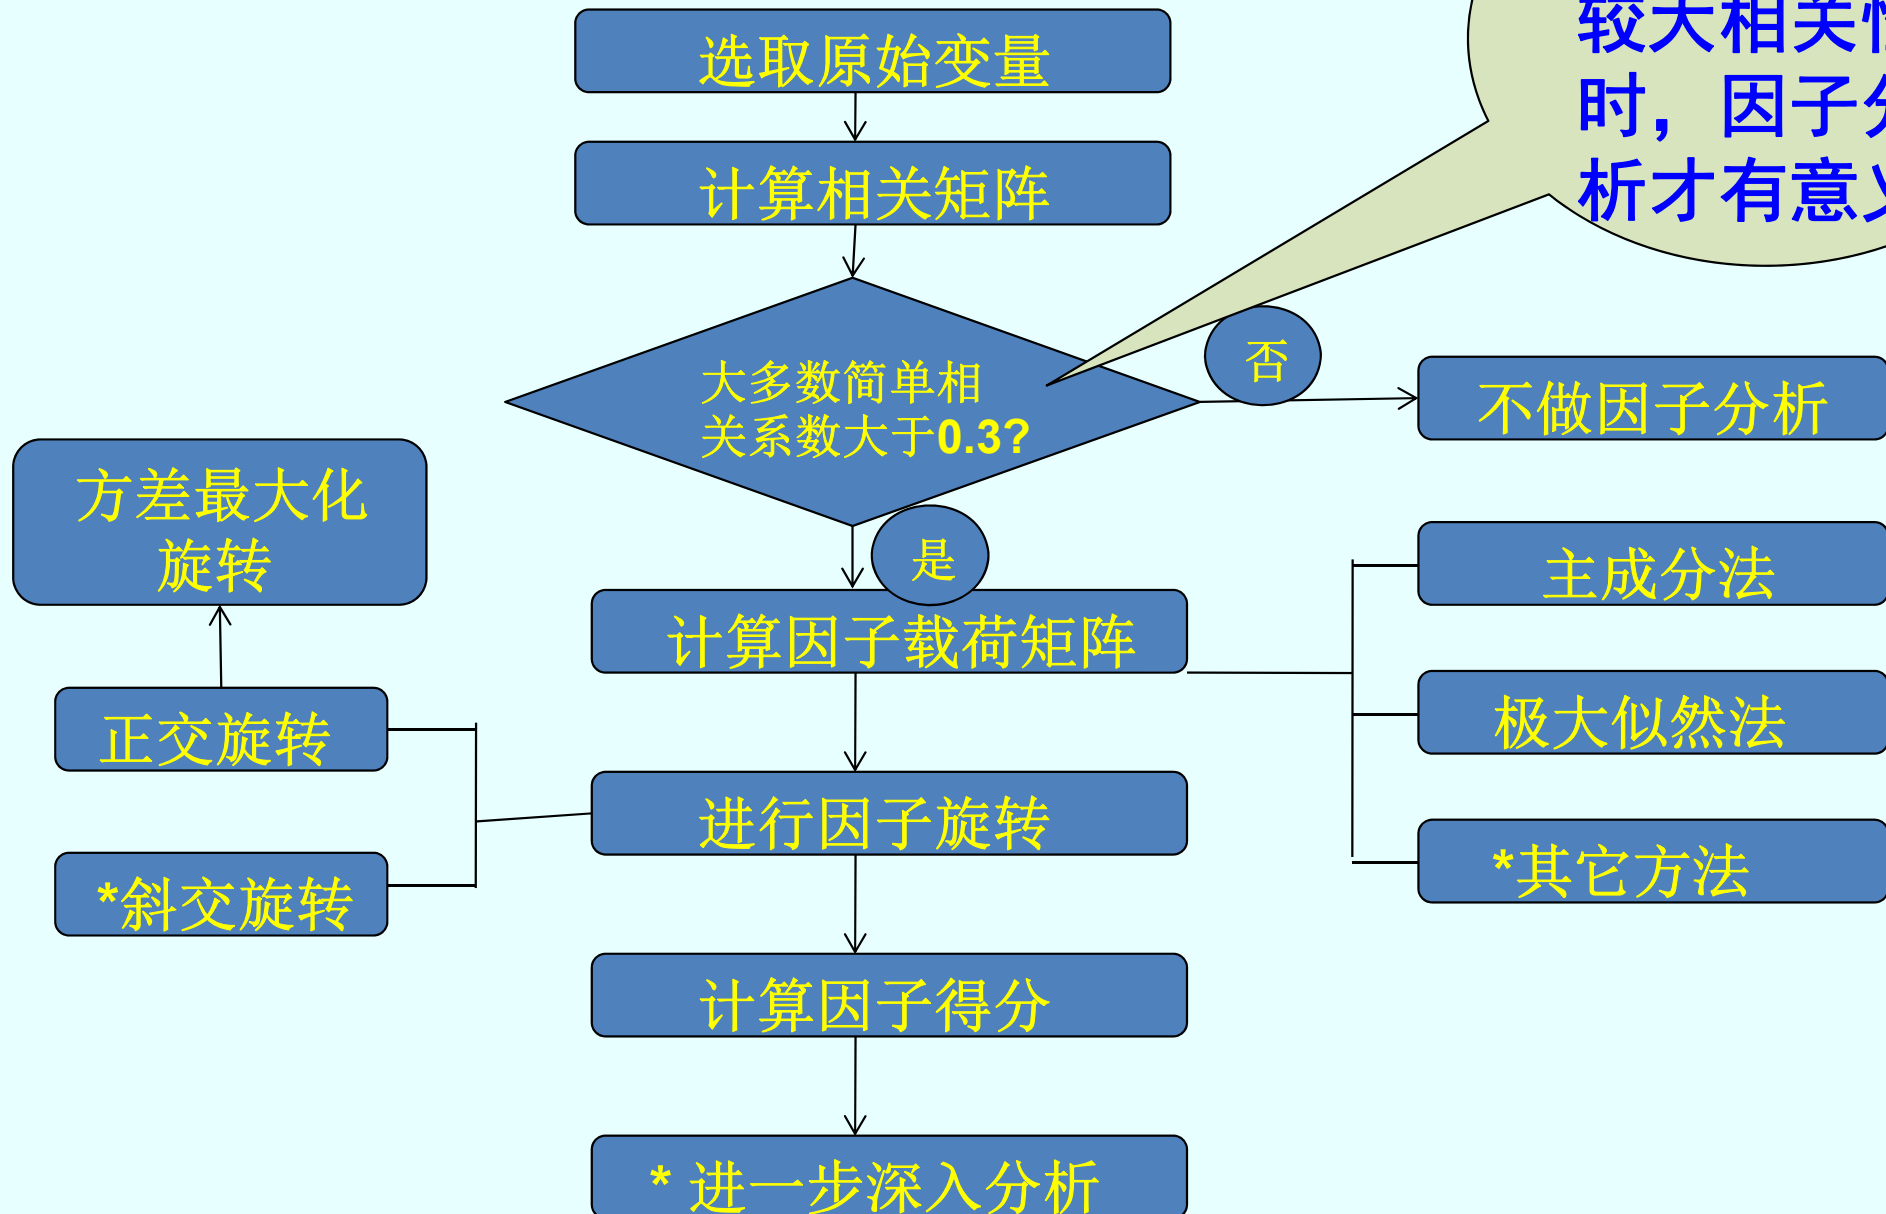 选取原始变量
较大相关
时，因子
析才有意
计算相关矩阵
大多数简单相
关系数大于0.3?
否
不做因子分析
是
方差最大化
旋转
计算因子载荷矩阵
主成分法
极大似然法
*其它方法
正交旋转
*斜交旋转
进行因子旋转
计算因子得分
* 进一步深入分析